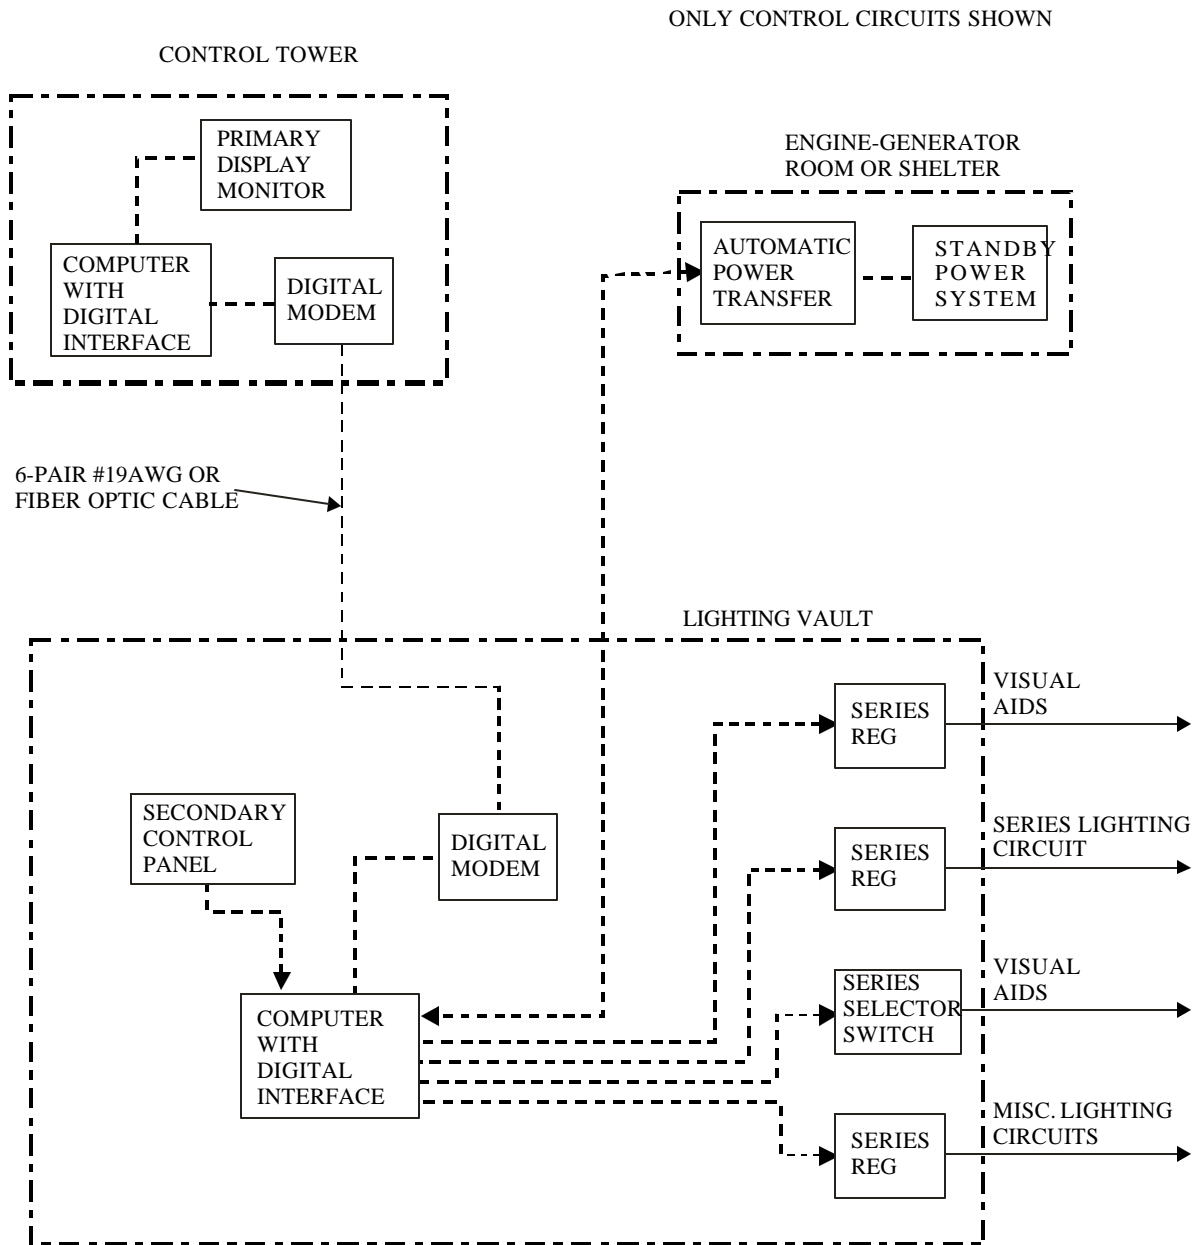 ONLY CONTROL CIRCUITS SHOWN
CONTROL TOWER
PRIMARY
DISPLAY
MONITOR
COMPUTER
WITH
DIGITAL
INTERFACE
DIGITAL
MODEM
ENGINE-GENERATOR
ROOM OR SHELTER
AUTOMATIC
POWER
TRANSFER
STANDBY
POWER
SYSTEM
6-PAIR #19AWG OR
FIBER OPTIC CABLE
LIGHTING VAULT
SECONDARY
CONTROL
PANEL
DIGITAL
MODEM
COMPUTER
WITH
DIGITAL
INTERFACE
SERIES
REG
VISUAL
AIDS
SERIES
REG
SERIES LIGHTING
CIRCUIT
SERIES
SELECTOR
SWITCH
VISUAL
AIDS
SERIES
REG
MISC. LIGHTING
CIRCUITS